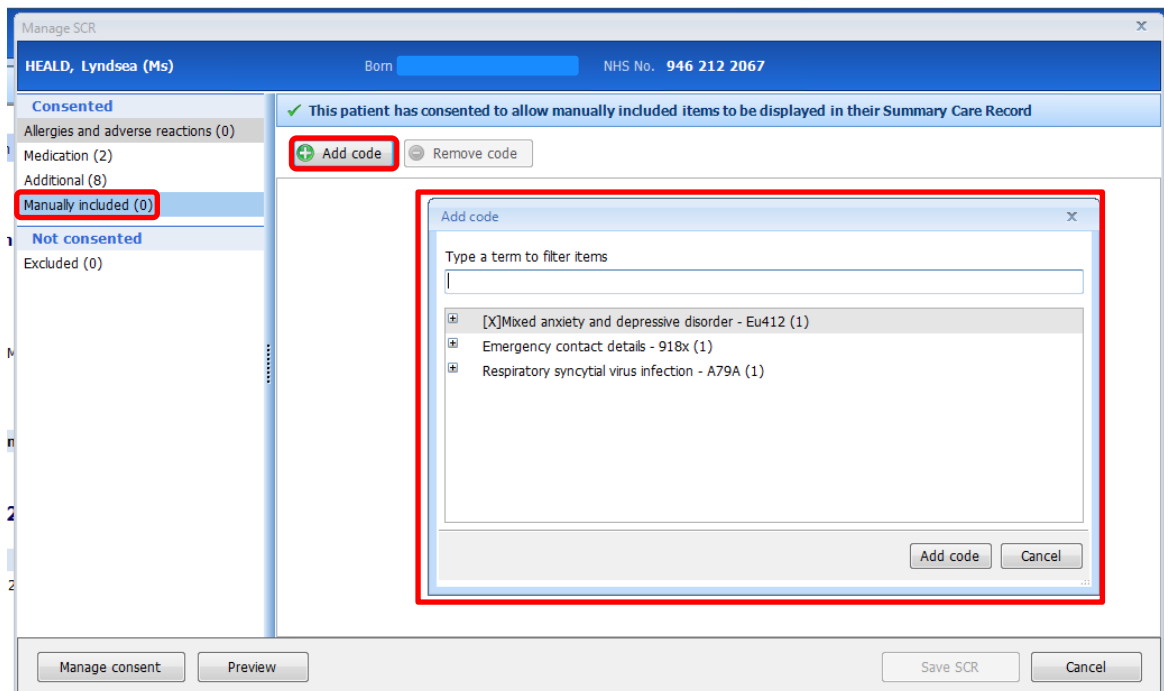 Manage SCR
x
HEALD, Lyndsea (Ms) Born NHS No. 946 212 2067
Consented
Allergies and adverse reactions (0)
Medication (2)
Additional (8)
Manually included (0)
Not consented
Excluded (0)
✓ This patient has consented to allow manually included items to be displayed in their Summary Care Record
Add code Remove code
Add code
x
Type a term to filter items
[X]Mixed anxiety and depressive disorder - Eu412 (1)
Emergency contact details - 918x (1)
Respiratory syncytial virus infection - A79A (1)
Add code Cancel
Manage consent Preview Save SCR Cancel